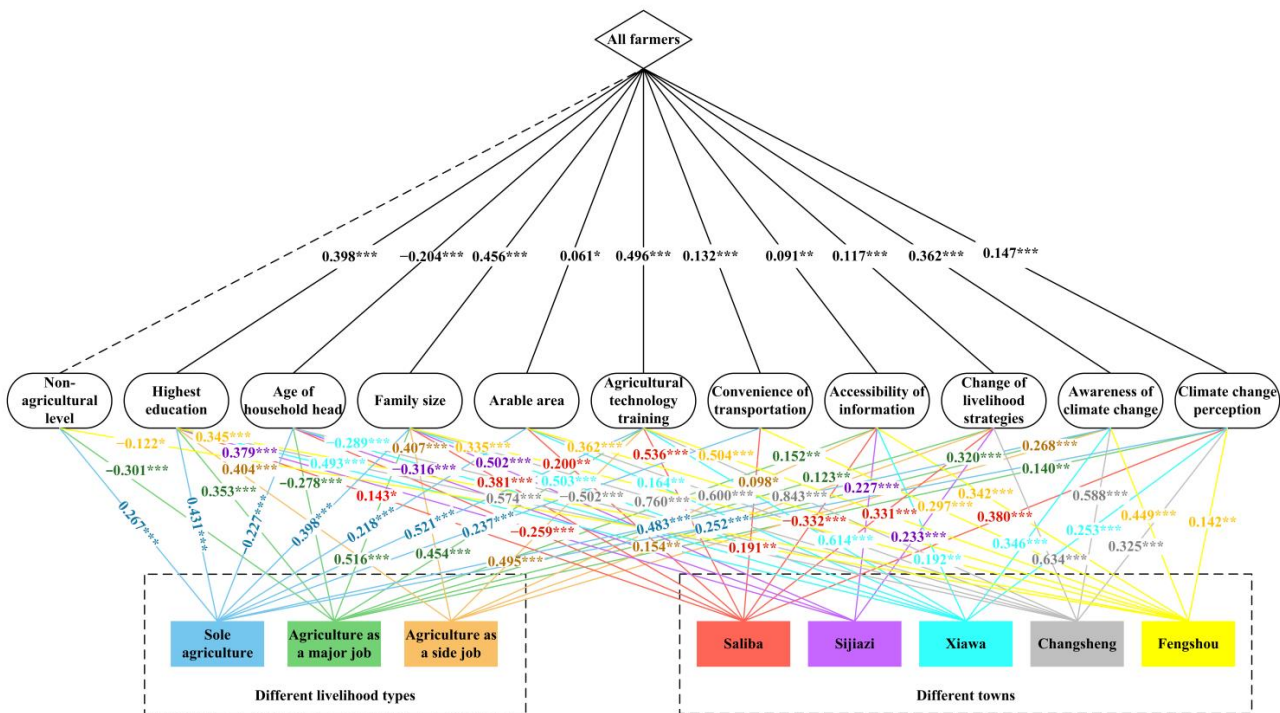 All farmers
0.398***
−0.204***
0.456***
0.061*
0.496***
0.132***
0.091**
0.117***
0.362***
0.147***
Non-
agricultural
level
Highest
education
Age of
household head
Family size
Arable area
Agricultural
technology
training
Convenience of
transportation
Accessibility of
information
Change of
livelihood
strategies
Awareness of
climate change
Climate change
perception
−0.122*
0.345***
0.289***
0.407***
0.335***
0.362***
0.536***
0.504***
0.152**
0.268***
0.379***
0.502***
0.320***
−0.301***
0.404***
0.493***
−0.316***
0.200**
0.140**
0.353***
−0.278***
0.381***
0.503***
0.164**
0.098*
0.123**
0.227***
0.267***
0.431***
0.143*
0.574***
−0.502***
0.760***
0.600***
0.843***
0.342***
0.297***
0.588***
0.449***
0.142**
−0.227***
0.398***
0.218***
0.521***
0.237***
0.483***
0.252***
−0.332***
0.331***
0.380***
−0.259***
0.614***
0.233***
0.346***
0.253***
0.325***
0.516***
0.454***
0.495***
0.154**
0.191**
0.192**
0.634***
Sole
agriculture
Agriculture as
a major job
Agriculture as
a side job
Saliba
Sijiazi
Xiawa
Changsheng
Fengshou
Different livelihood types
Different towns